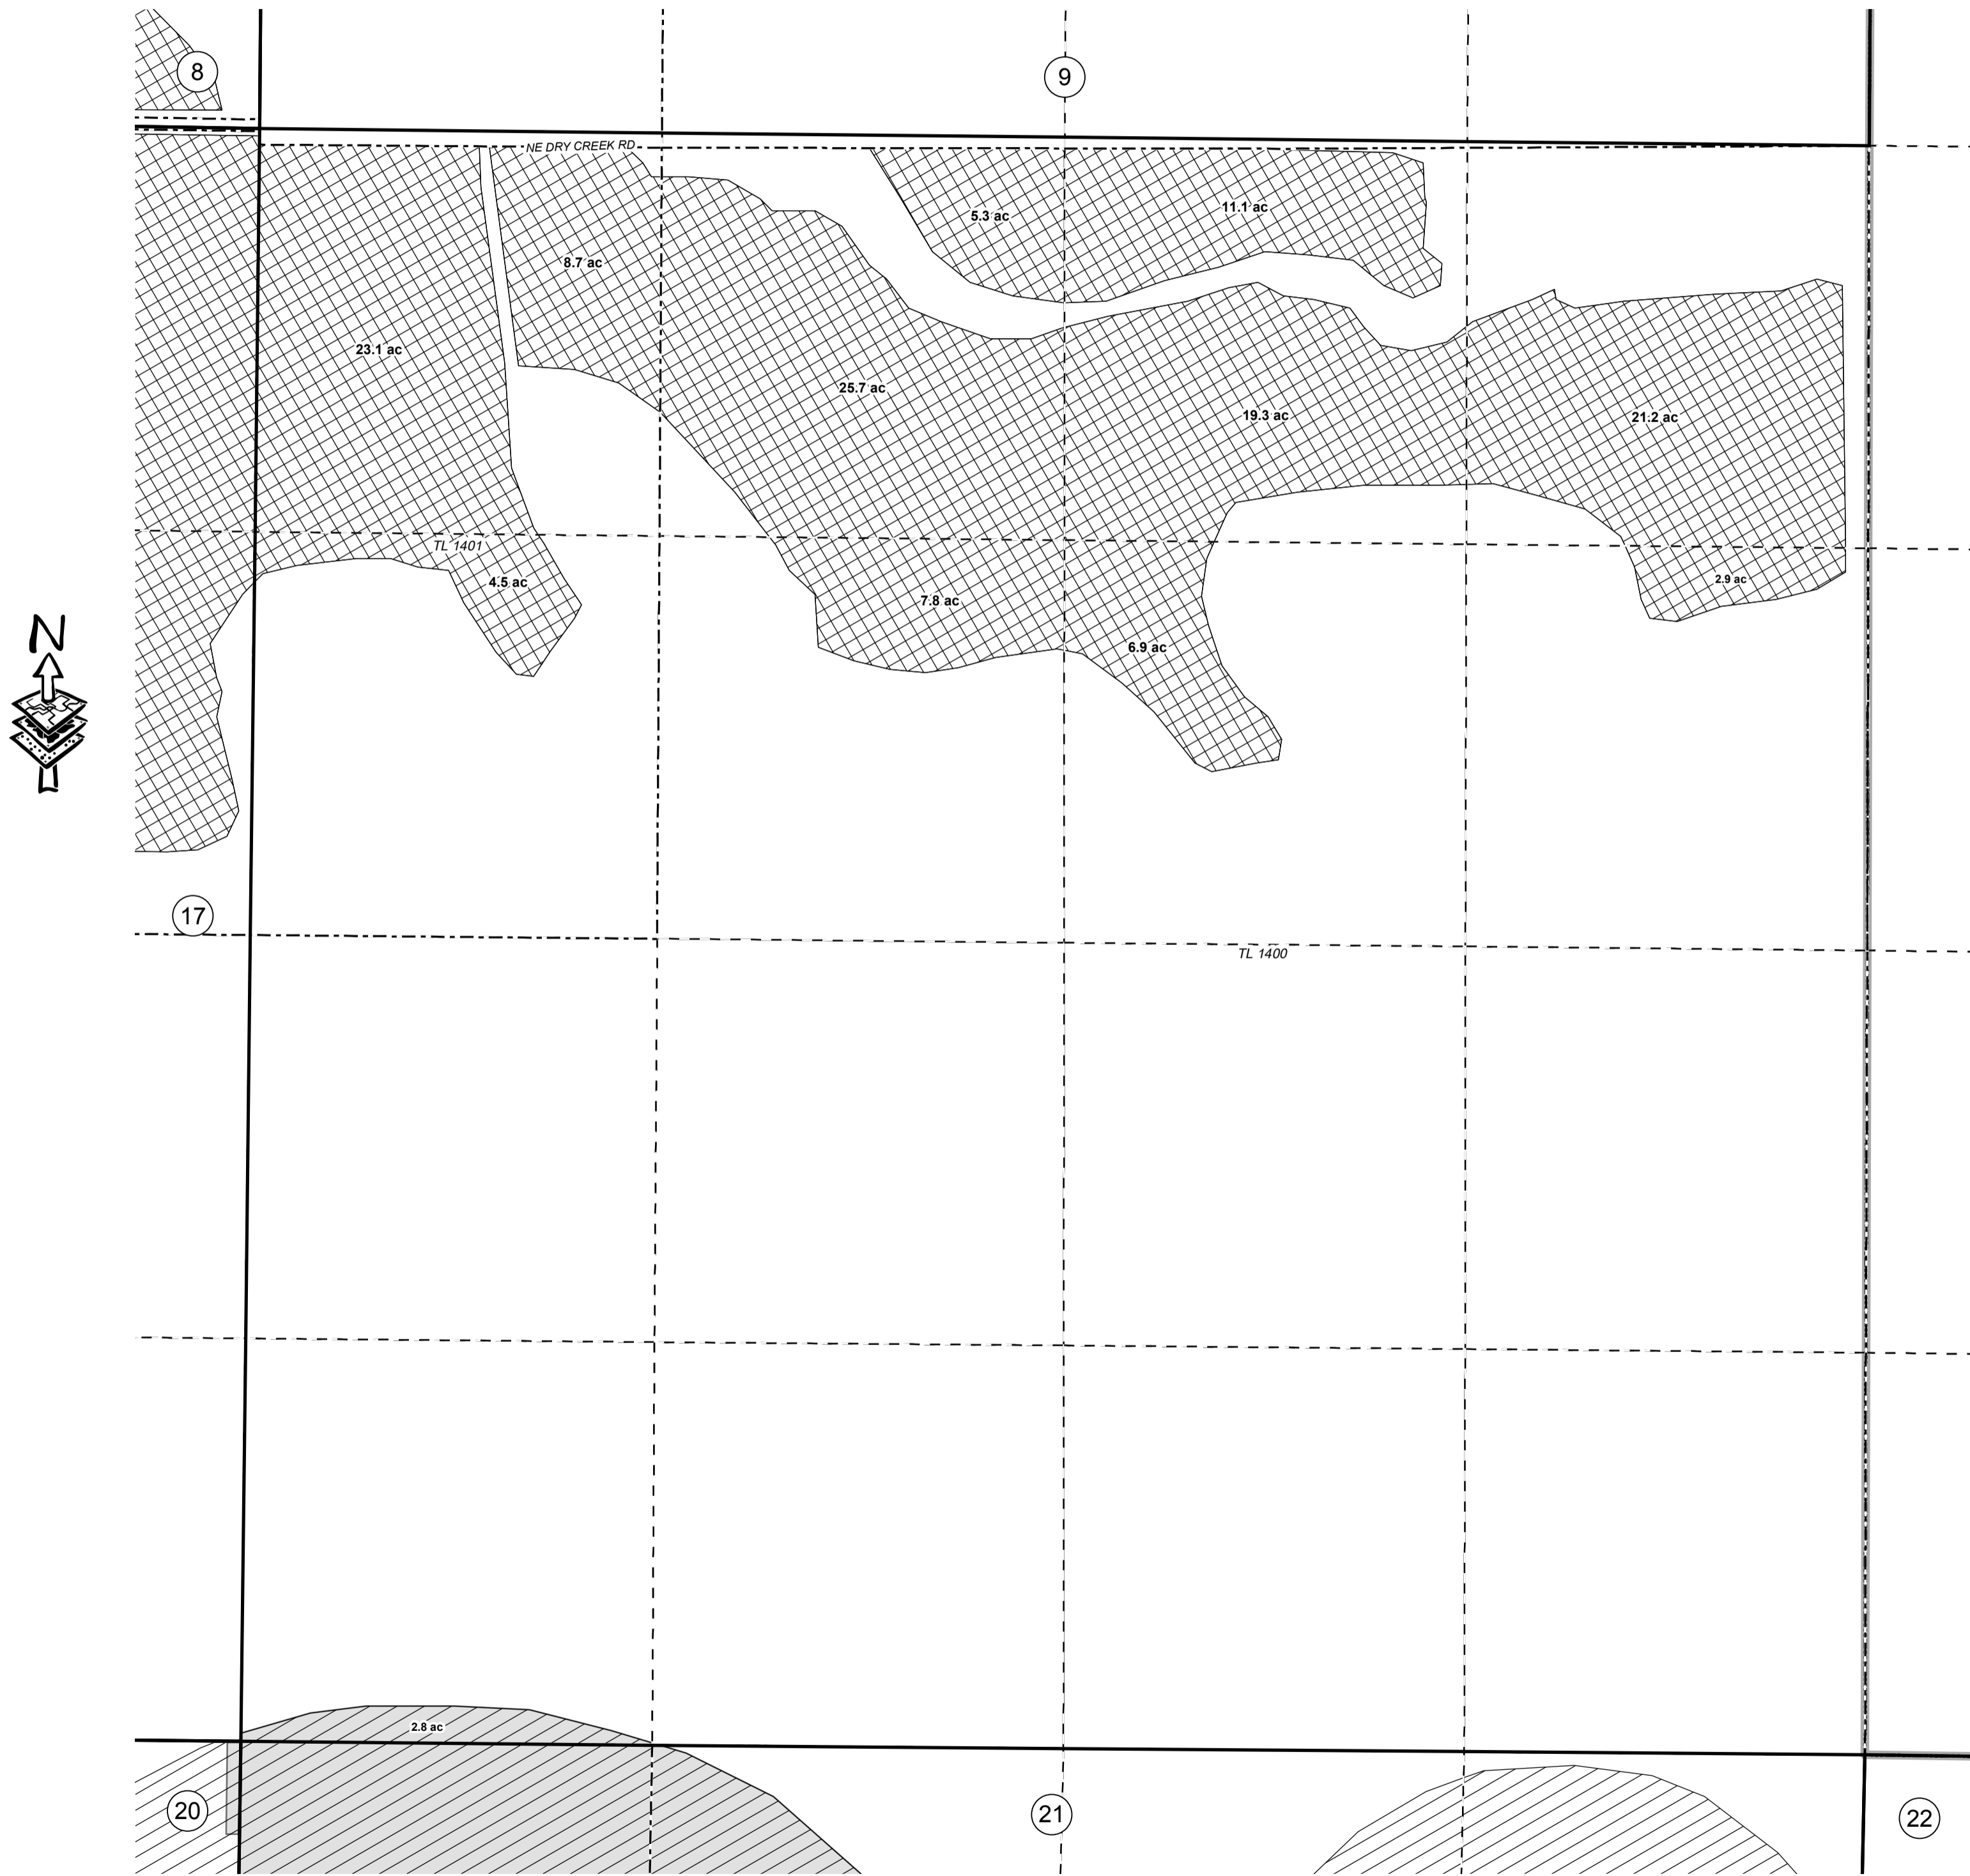 8
9
NE DRY CREEK RD
5.3 ac
11.1 ac
8.7 ac
23.1 ac
25.7 ac
19.3 ac
21.2 ac
TL 1401
4.5 ac
7.8 ac
2.9 ac
6.9 ac
N
17
TL 1400
2.8 ac
20
21
22